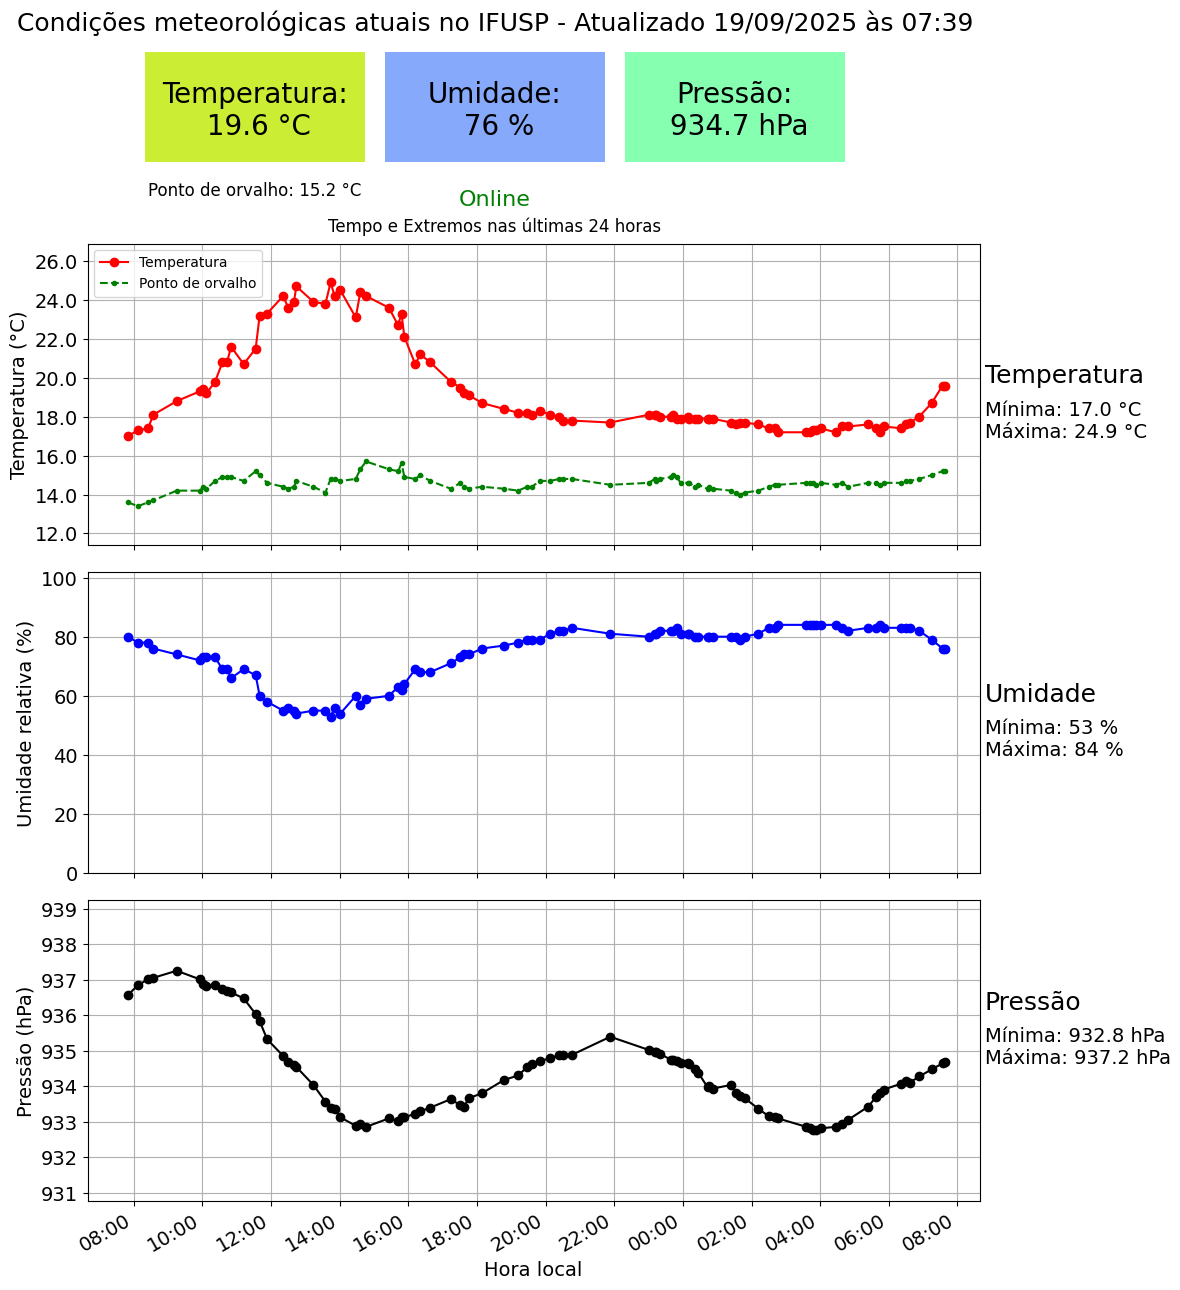 Condições meteorológicas atuais no IFUSP - Atualizado 19/09/2025 às 07:39
Temperatura:
19.6 °C
Umidade:
76 %
Pressão:
934.7 hPa
Ponto de orvalho: 15.2 °C
Online
Tempo e Extremos nas últimas 24 horas
Temperatura
Ponto de orvalho
Temperatura (°C)
26.0
24.0
22.0
20.0
18.0
16.0
14.0
12.0
Temperatura
Mínima: 17.0 °C
Máxima: 24.9 °C
Umidade relativa (%)
100
80
60
40
20
0
Umidade
Mínima: 53 %
Máxima: 84 %
Pressão (hPa)
939
938
937
936
935
934
933
932
931
Pressão
Mínima: 932.8 hPa
Máxima: 937.2 hPa
08:00
10:00
12:00
14:00
16:00
18:00
20:00
22:00
00:00
02:00
04:00
06:00
08:00
Hora local